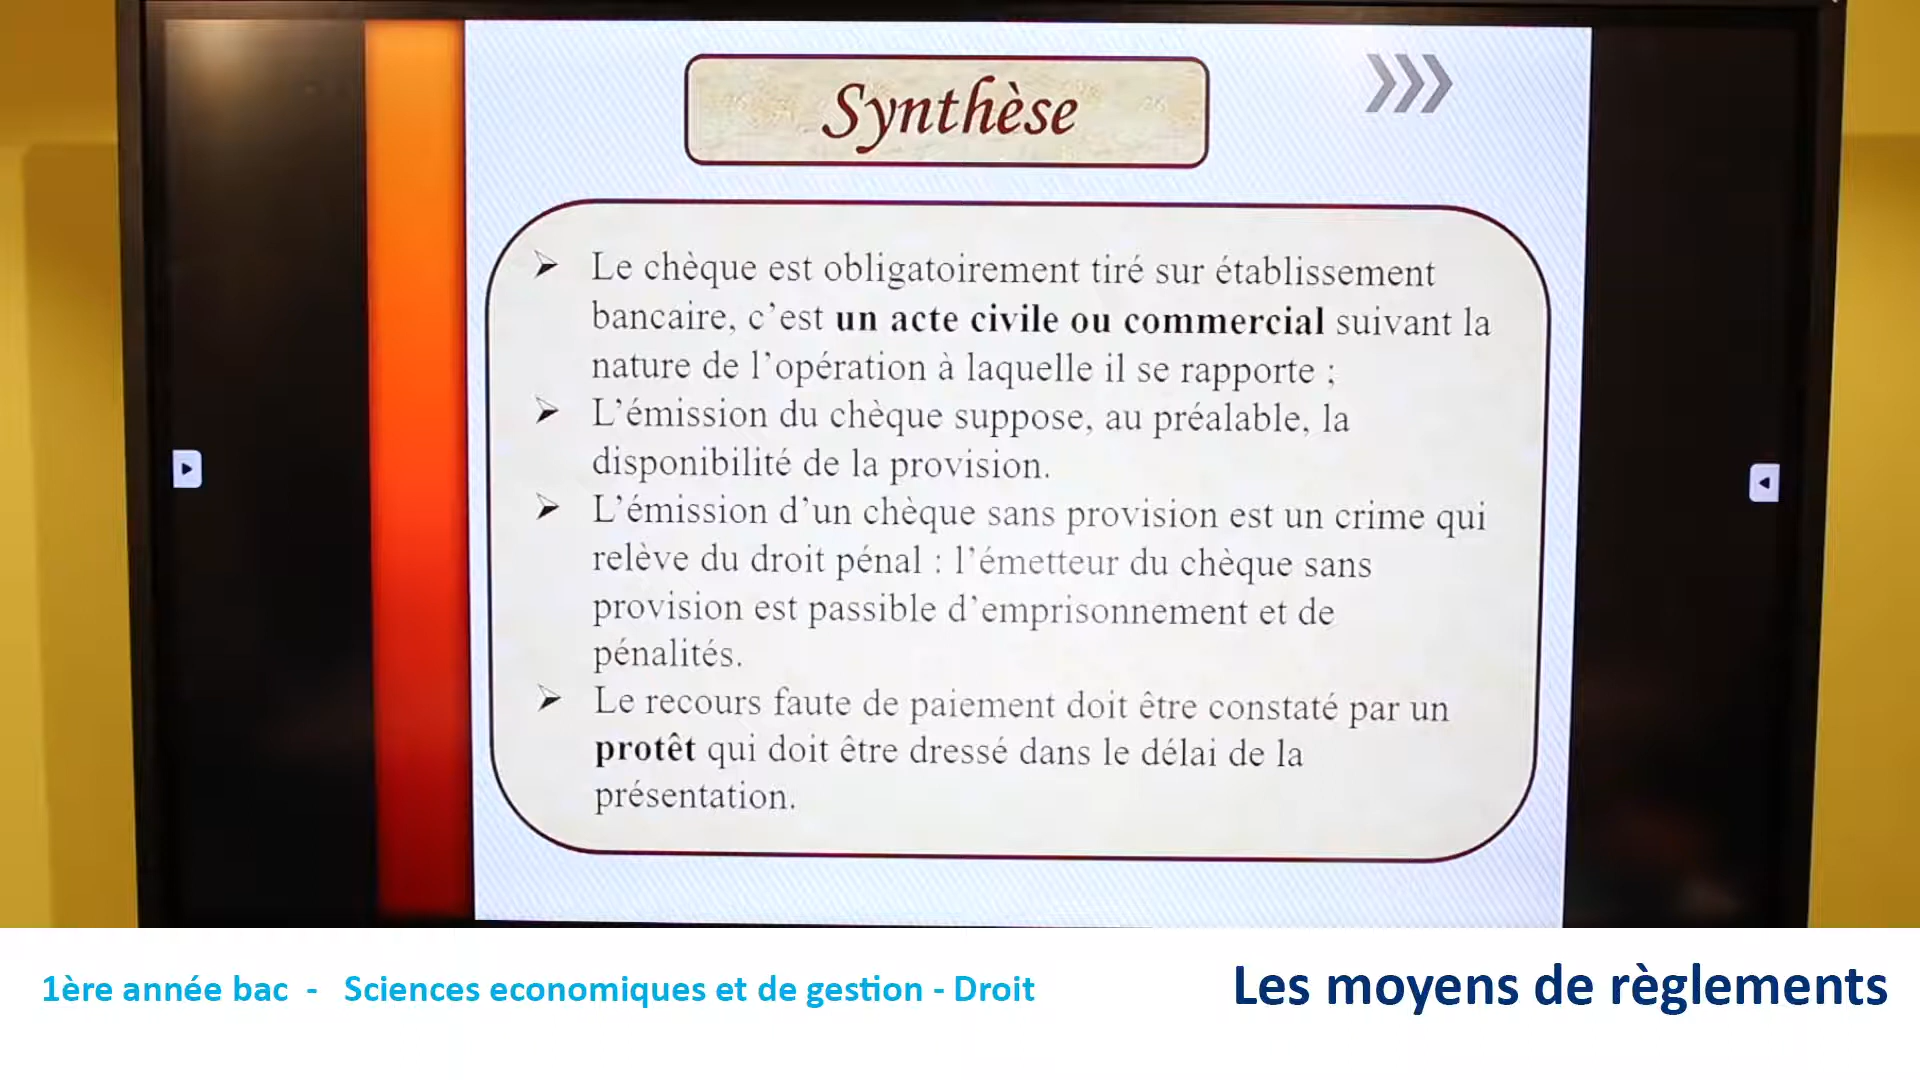 Synthèse
➢ Le chèque est obligatoirement tiré sur établissement
bancaire, c’est un acte civile ou commercial suivant la
nature de l’opération à laquelle il se rapporte ;
➢ L’émission du chèque suppose, au préalable, la
disponibilité de la provision.
➢ L’émission d’un chèque sans provision est un crime qui
relève du droit pénal : l’émetteur du chèque sans
provision est passible d’emprisonnement et de
pénalités.
➢ Le recours faute de paiement doit être constaté par un
protêt qui doit être dressé dans le délai de la
présentation.
1ère année bac - Sciences economiques et de gestion - Droit
Les moyens de règlements